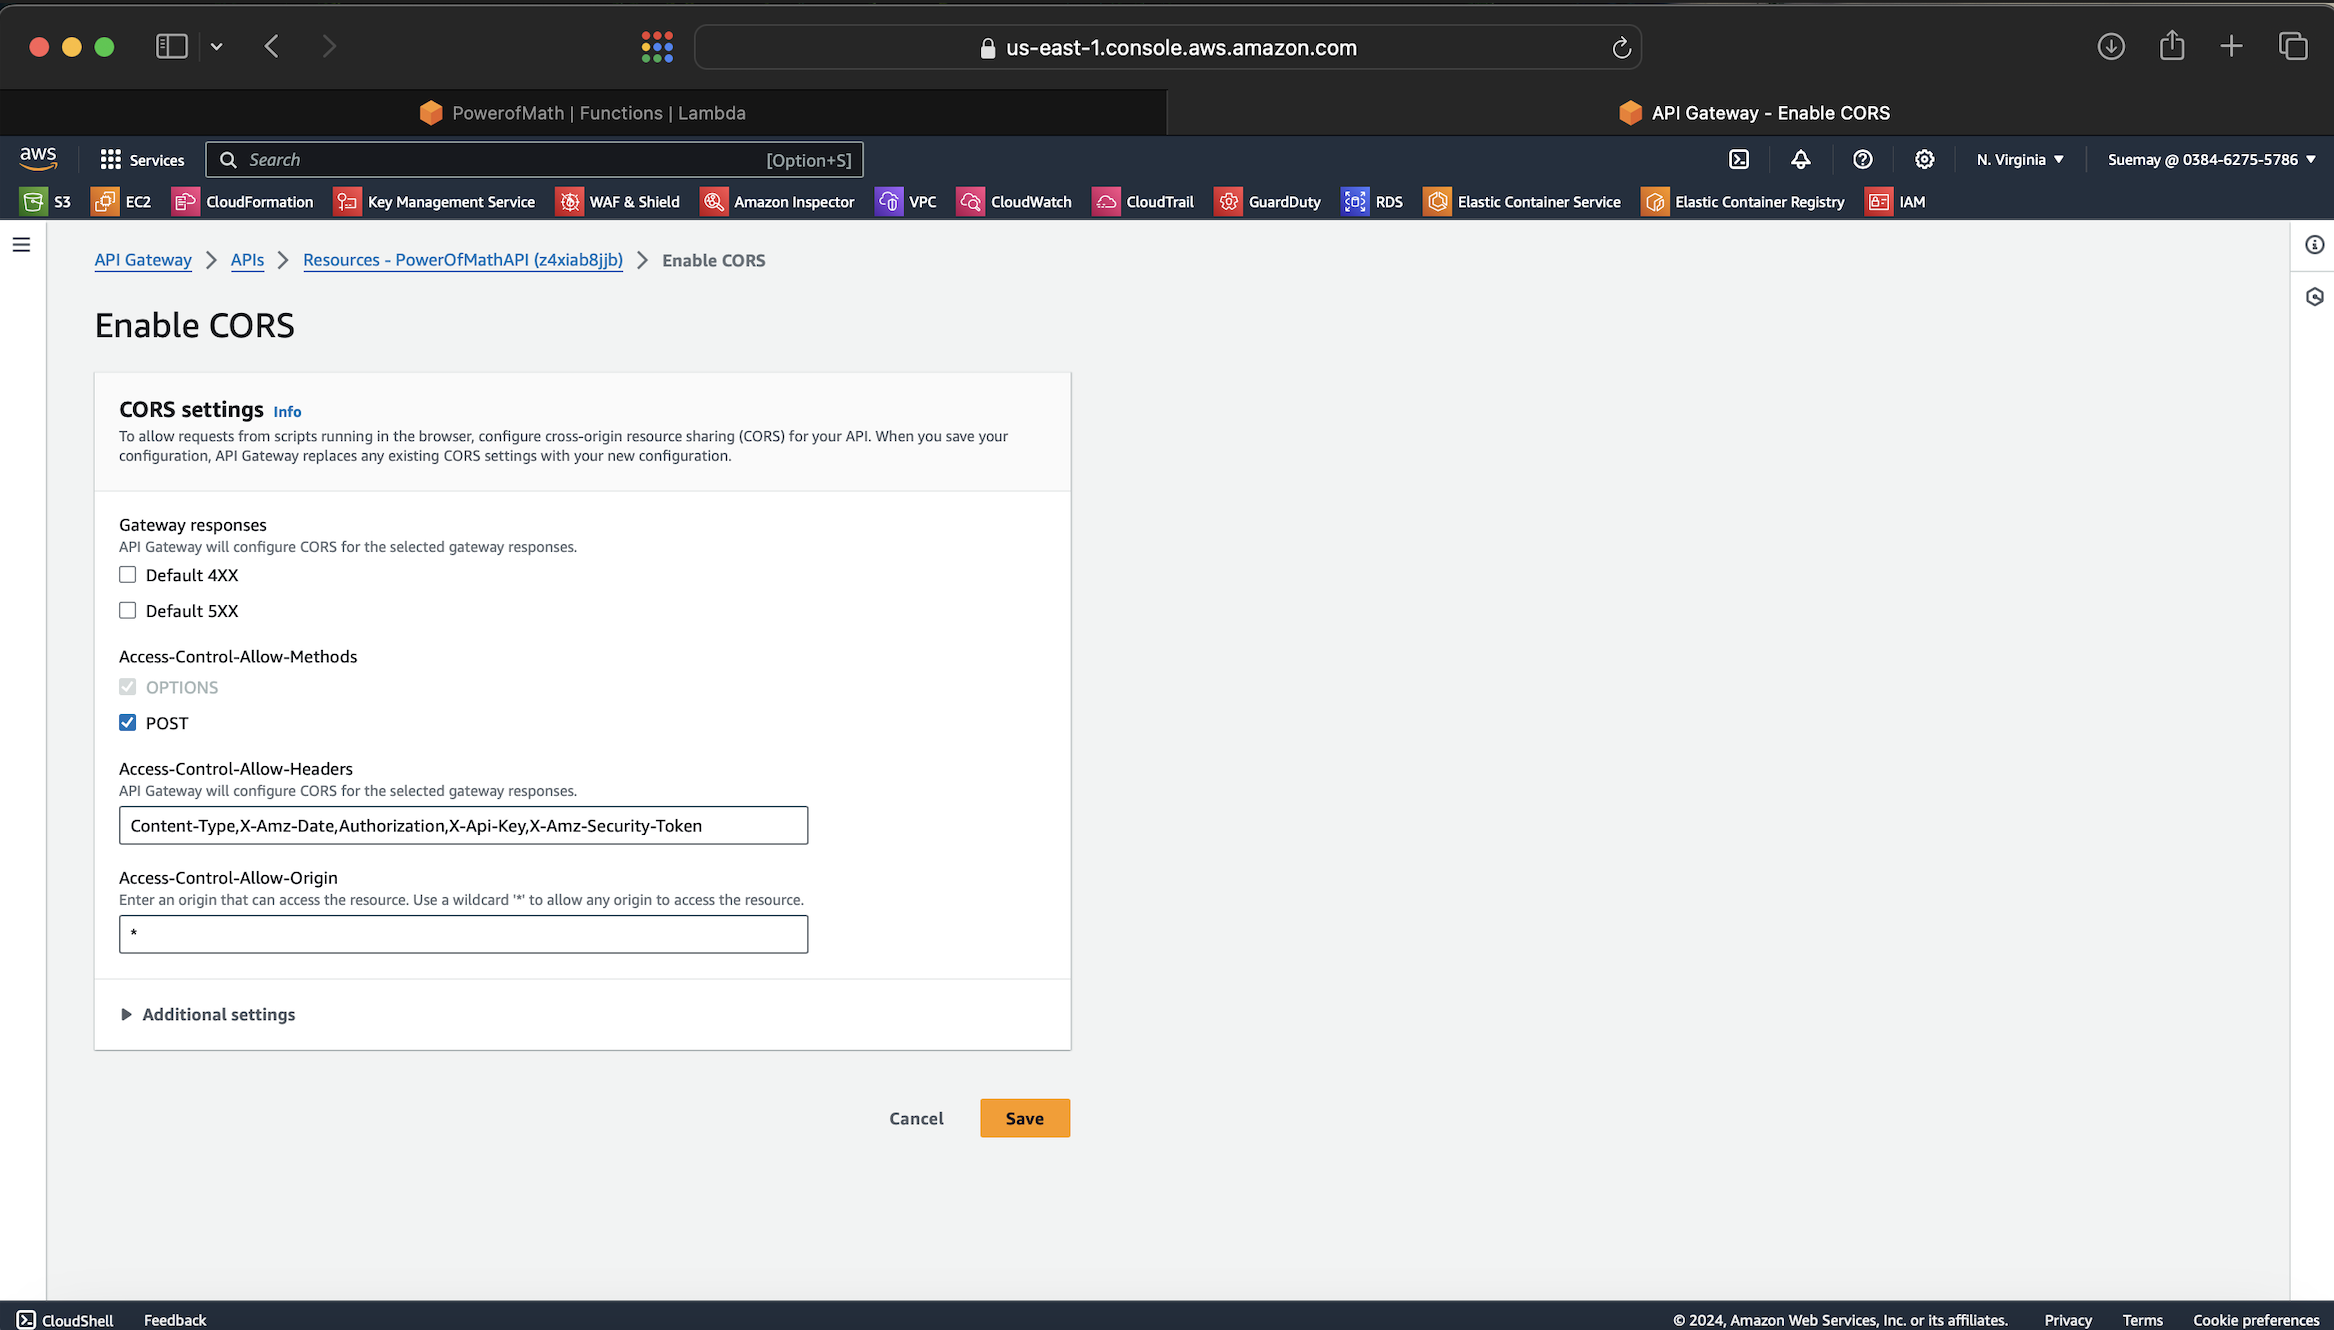 us-east-1.console.aws.amazon.com
PowerofMath | Functions | Lambda
API Gateway - Enable CORS
aws
Services
Search
[Option+S]
N. Virginia
Suemay @ 0384-6275-5786
S3
EC2
CloudFormation
Key Management Service
WAF & Shield
Amazon Inspector
VPC
CloudWatch
CloudTrail
GuardDuty
RDS
Elastic Container Service
Elastic Container Registry
IAM
API Gateway
APIs
Resources - PowerOfMathAPI (z4xiab8jjb)
Enable CORS
Enable CORS
CORS settings Info
To allow requests from scripts running in the browser, configure cross-origin resource sharing (CORS) for your API. When you save your
configuration, API Gateway replaces any existing CORS settings with your new configuration.
Gateway responses
API Gateway will configure CORS for the selected gateway responses.
Default 4XX
Default 5XX
Access-Control-Allow-Methods
OPTIONS
POST
Access-Control-Allow-Headers
API Gateway will configure CORS for the selected gateway responses.
Content-Type,X-Amz-Date,Authorization,X-Api-Key,X-Amz-Security-Token
Access-Control-Allow-Origin
Enter an origin that can access the resource. Use a wildcard '*' to allow any origin to access the resource.
*
Additional settings
Cancel
Save
CloudShell
Feedback
© 2024, Amazon Web Services, Inc. or its affiliates.
Privacy
Terms
Cookie preferences